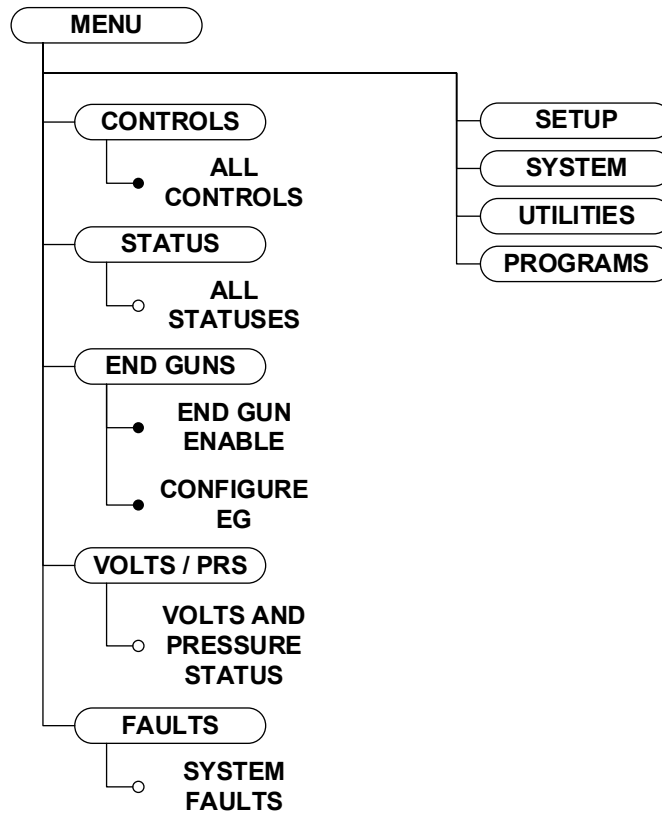 MENU
CONTROLS
ALL
CONTROLS
STATUS
ALL
STATUSES
END GUNS
END GUN
ENABLE
CONFIGURE
EG
VOLTS / PRS
VOLTS AND
PRESSURE
STATUS
FAULTS
SYSTEM
FAULTS
SETUP
SYSTEM
UTILITIES
PROGRAMS